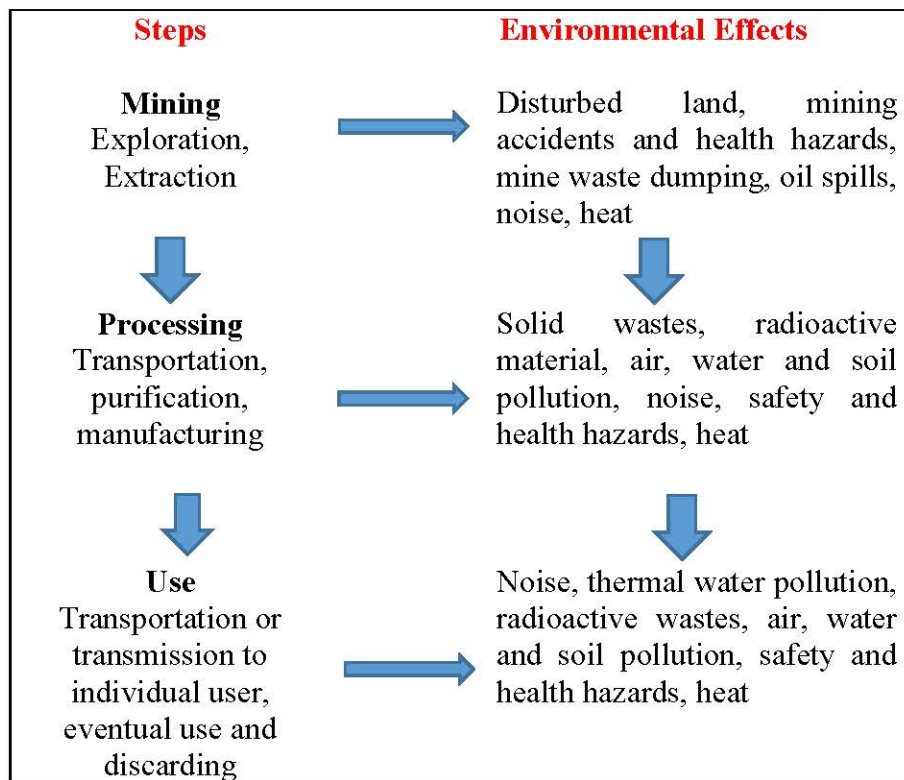 Steps
Environmental Effects
Mining
Exploration,
Extraction
Disturbed land, mining
accidents and health hazards,
mine waste dumping, oil spills,
noise, heat
Processing
Transportation,
purification,
manufacturing
Solid wastes, radioactive
material, air, water and soil
pollution, noise, safety and
health hazards, heat
Use
Transportation or
transmission to
individual user,
eventual use and
discarding
Noise, thermal water pollution,
radioactive wastes, air, water
and soil pollution, safety and
health hazards, heat